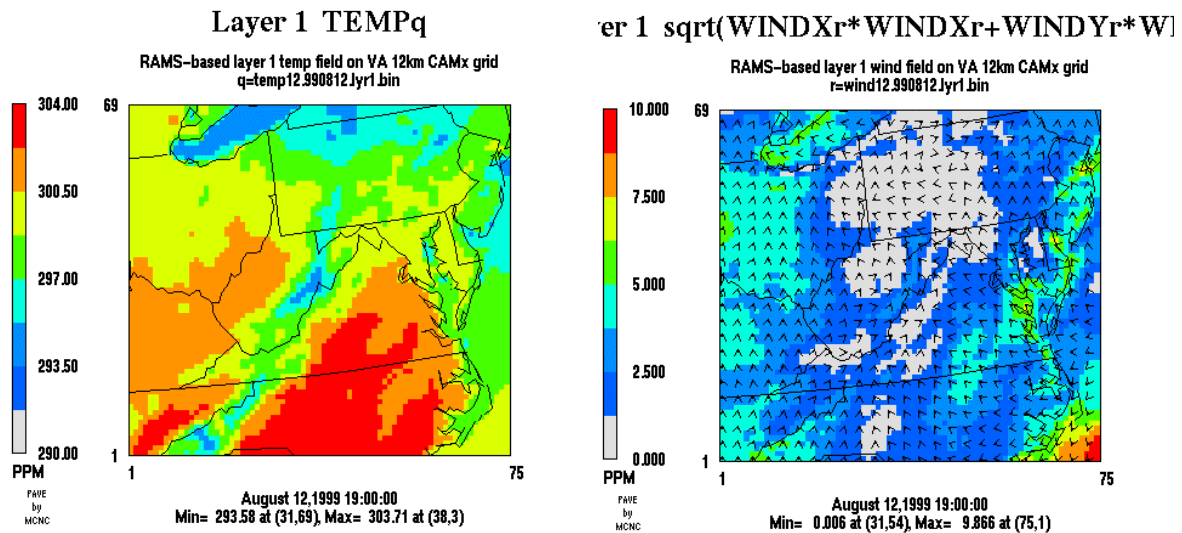 Layer 1 TEMPq
RAMS-based layer 1 temp field on VA 12km CAMx grid
q=temp12.990812.lyr1.bin
304.00
300.50
297.00
293.50
290.00
PPM
PAVE
by
MCNC
69
1
1
75
August 12,1999 19:00:00
Min= 293.58 at (31,69), Max= 303.71 at (38,3)
er 1 sqrt(WINDXr*WINDXr+WINDYr*WI
RAMS-based layer 1 wind field on VA 12km CAMx grid
r=wind12.990812.lyr1.bin
10.000
7.500
5.000
2.500
0.000
PPM
PAVE
by
MCNC
69
1
1
75
August 12,1999 19:00:00
Min= 0.006 at (31,54), Max= 9.866 at (75,1)